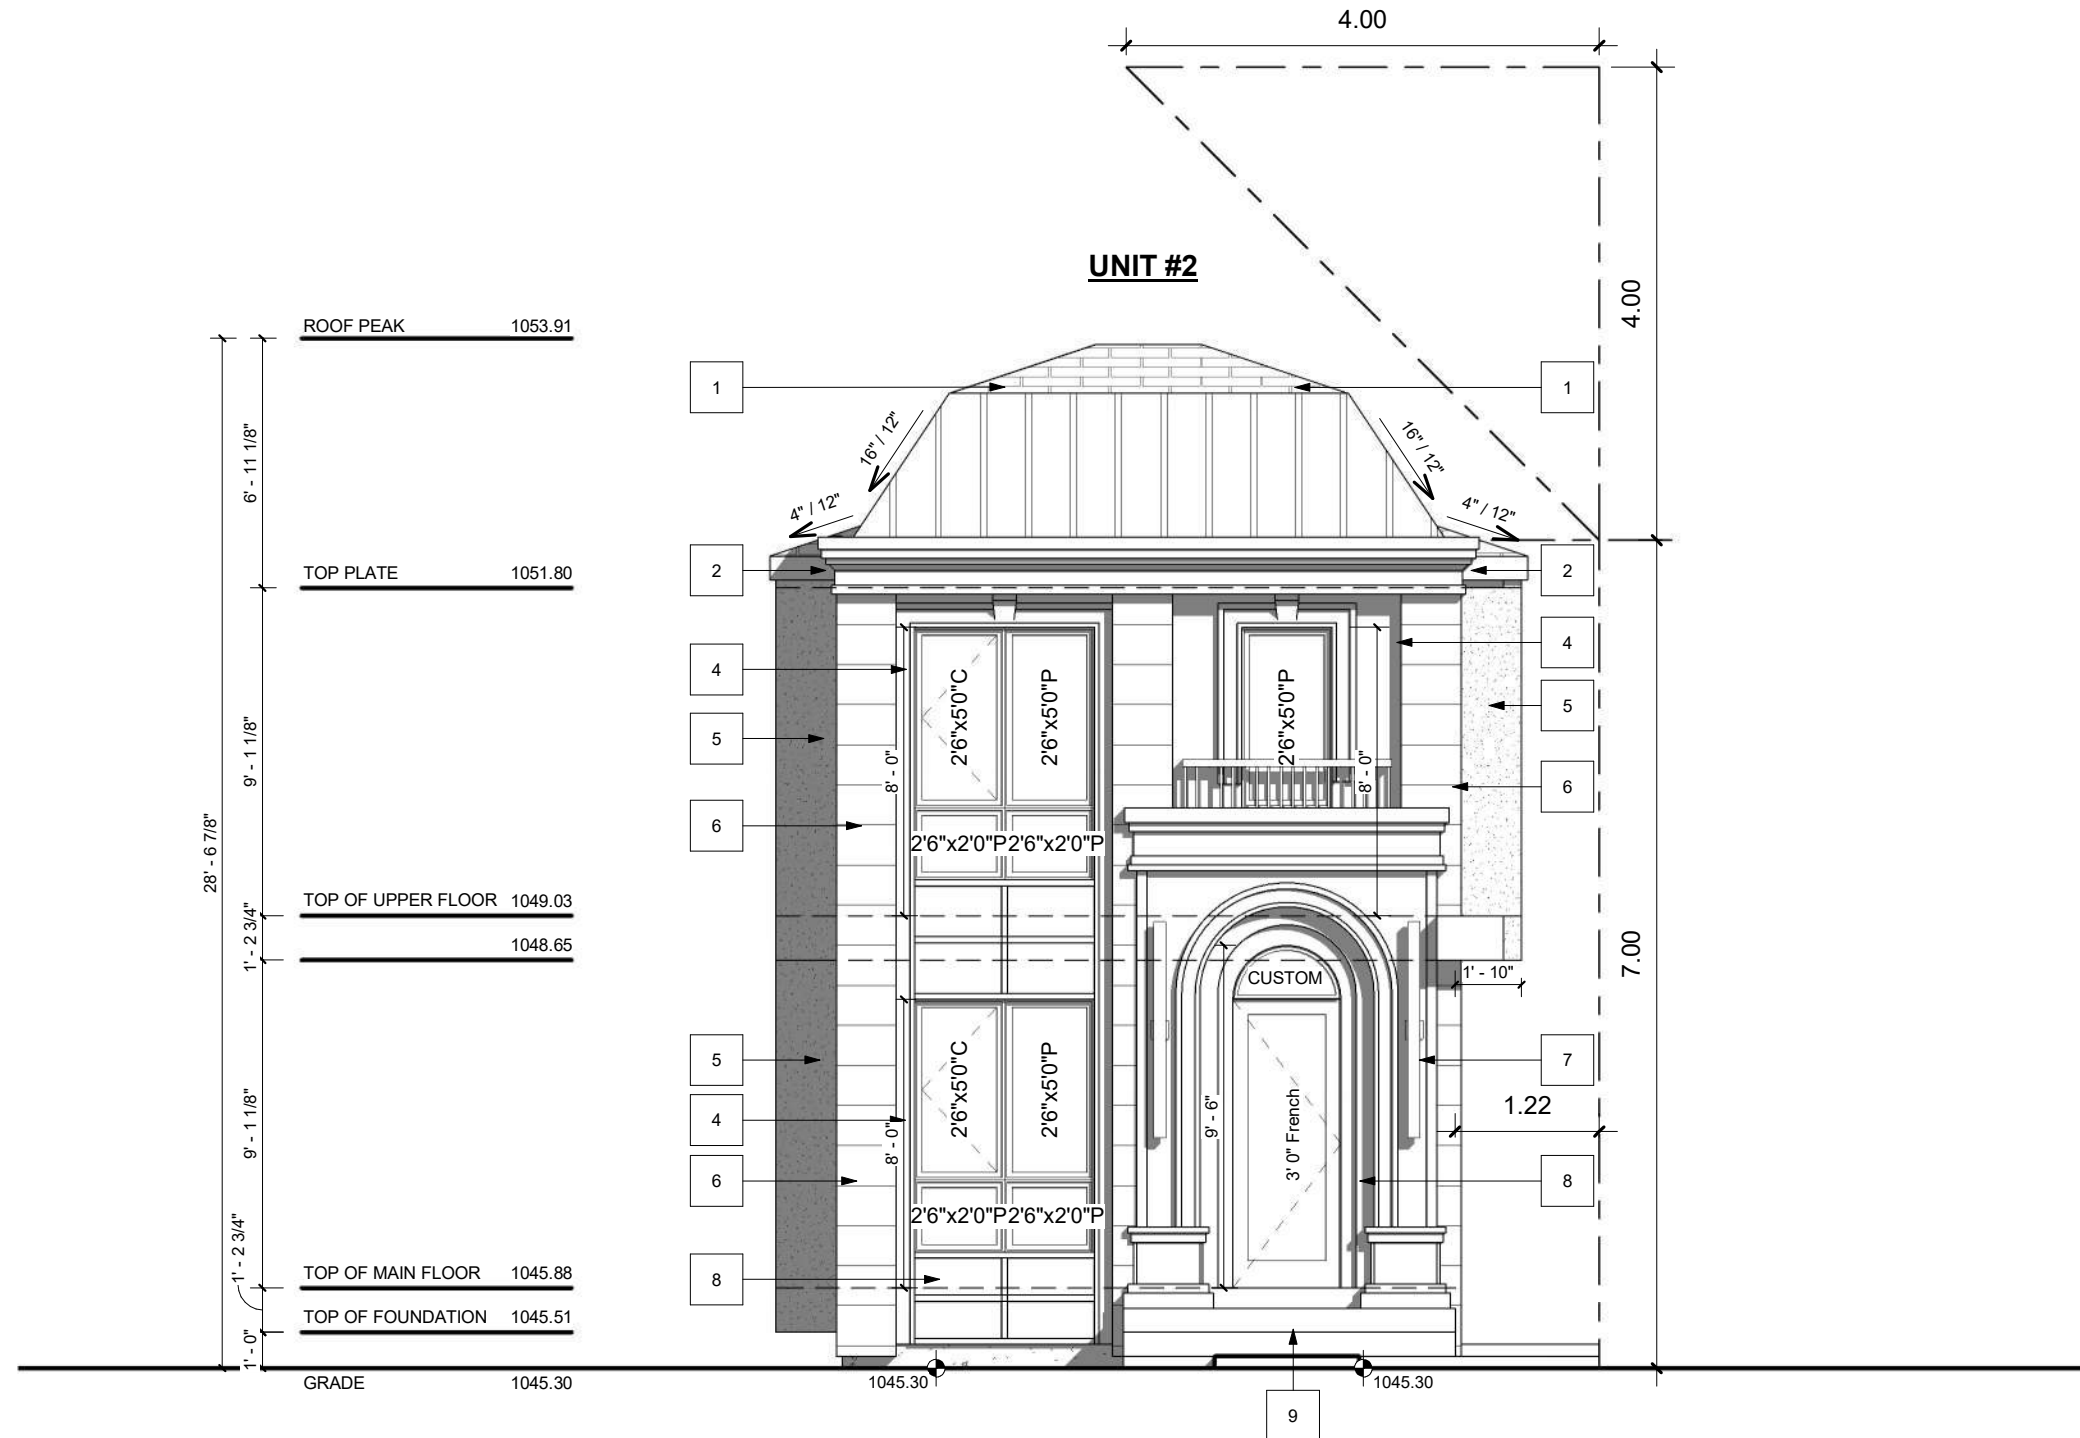 4.00
4.00
UNIT #2
ROOF PEAK 1053.91
1
1
16" / 12"
16" / 12"
6' - 11 1/8"
4" / 12"
4" / 12"
TOP PLATE 1051.80
2
2
4
4
2'6"x5'0"C
2'6"x5'0"P
2'6"x5'0"P
5
5
9' - 1 1/8"
8' - 0"
8' - 0"
6
6
2'6"x2'0"P
2'6"x2'0"P
28' - 6 7/8"
TOP OF UPPER FLOOR 1049.03
1' - 2 3/4"
1048.65
7.00
CUSTOM
1' - 10"
5
7
2'6"x5'0"C
2'6"x5'0"P
9' - 1 1/8"
8' - 0"
9' - 6"
3' 0" French
1.22
4
6
8
2'6"x2'0"P
2'6"x2'0"P
1' - 2 3/4"
TOP OF MAIN FLOOR 1045.88
8
TOP OF FOUNDATION 1045.51
1' - 0"
GRADE 1045.30
1045.30
1045.30
9